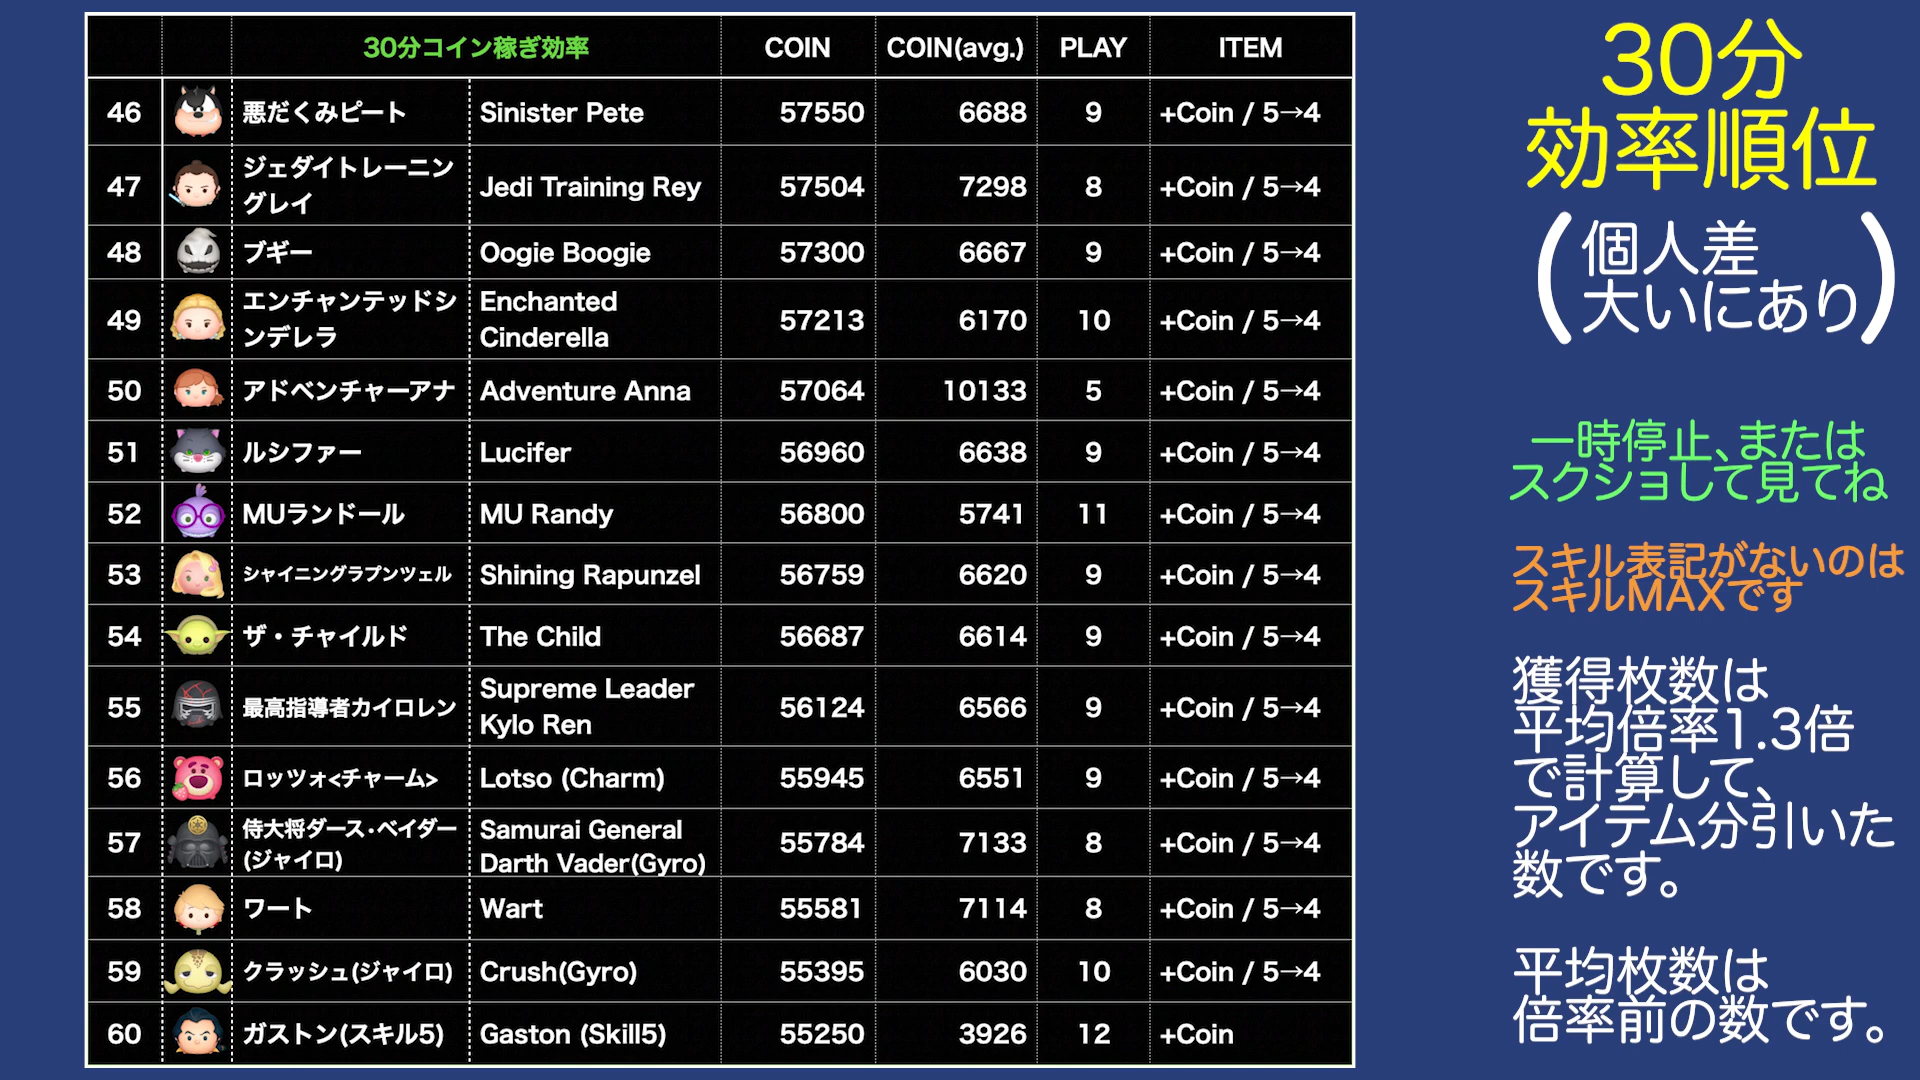 30分コイン稼ぎ効率 COIN COIN(avg.) PLAY ITEM
46 悪だくみピート Sinister Pete 57550 6688 9 +Coin / 5→4
47 ジェダイトレーニン
グレイ Jedi Training Rey 57504 7298 8 +Coin / 5→4
48 ブギー Oogie Boogie 57300 6667 9 +Coin / 5→4
49 エンチャンテッドシ
ンデレラ Enchanted
Cinderella 57213 6170 10 +Coin / 5→4
50 アドベンチャーアナ Adventure Anna 57064 10133 5 +Coin / 5→4
51 ルシファー Lucifer 56960 6638 9 +Coin / 5→4
52 MUランドール MU Randy 56800 5741 11 +Coin / 5→4
53 シャイニングラプンツェル Shining Rapunzel 56759 6620 9 +Coin / 5→4
54 ザ・チャイルド The Child 56687 6614 9 +Coin / 5→4
55 最高指導者カイロレン Supreme Leader
Kylo Ren 56124 6566 9 +Coin / 5→4
56 ロッツォ<チャーム> Lotso (Charm) 55945 6551 9 +Coin / 5→4
57 侍大将ダース・ベイダー
(ジャイロ) Samurai General
Darth Vader(Gyro) 55784 7133 8 +Coin / 5→4
58 ワート Wart 55581 7114 8 +Coin / 5→4
59 クラッシュ(ジャイロ) Crush(Gyro) 55395 6030 10 +Coin / 5→4
60 ガストン(スキル5) Gaston (Skill5) 55250 3926 12 +Coin
30分
効率順位
(個人差
大いにあり)
一時停止、または
スクショして見てね
スキル表記がないのは
スキルMAXです
獲得枚数は
平均倍率1.3倍
で計算して、
アイテム分引いた
数です。
平均枚数は
倍率前の数です。